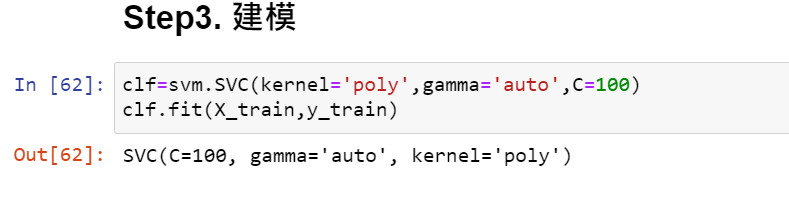 Step3. 建模
In [62]: clf=svm.SVC(kernel='poly',gamma='auto',C=100)
clf.fit(X_train,y_train)
Out[62]: SVC(C=100, gamma='auto', kernel='poly')